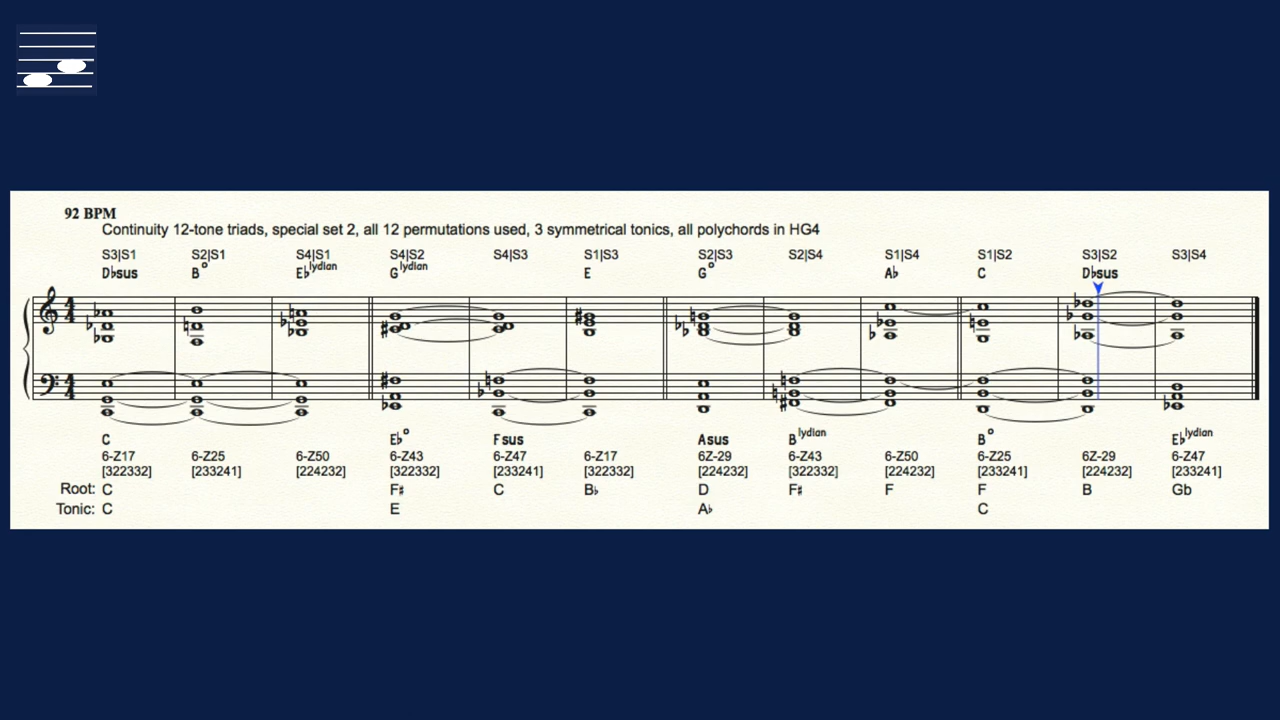 92 BPM
Continuity 12-tone triads, special set 2, all 12 permutations used, 3 symmetrical tonics, all polychords in HG4
S3|S1 S2|S1 S4|S1 S4|S2 S4|S3 S1|S3 S2|S3 S2|S4 S1|S4 S1|S2 S3|S2 S3|S4
D♭sus B° E♭lydian Glydian E G° A♭ C D♭sus
4 4
4 4
C E♭° Fsus Asus Blydian B° E♭lydian
6-Z17 6-Z25 6-Z50 6-Z43 6-Z47 6-Z17 6Z-29 6-Z43 6-Z50 6-Z25 6Z-29 6-Z47
[322332] [233241] [224232] [322332] [233241] [322332] [224232] [322332] [224232] [233241] [224232] [233241]
Root: C F♯ C B♭ D F♯ F F B Gb
Tonic: C E A♭ C